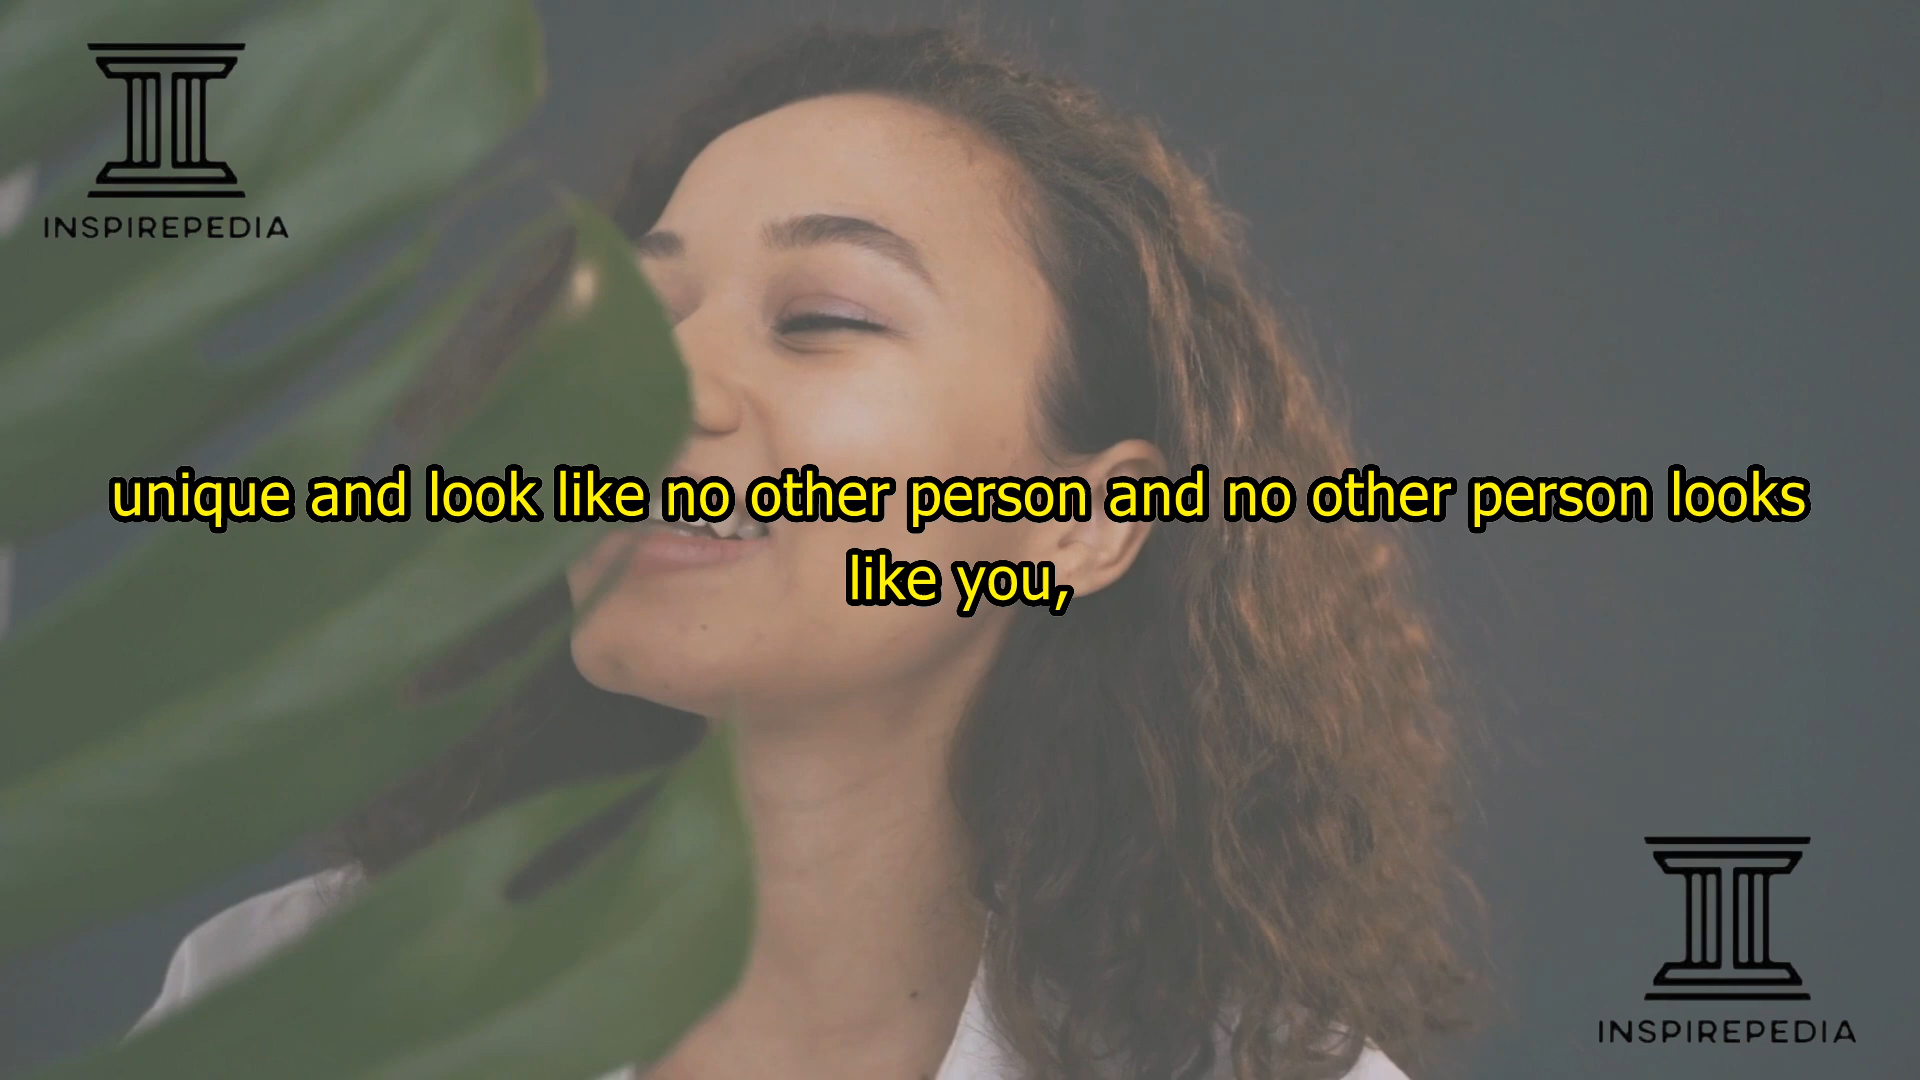 INSPIREPEDIA
unique and look like no other person and no other person looks
like you,
INSPIREPEDIA